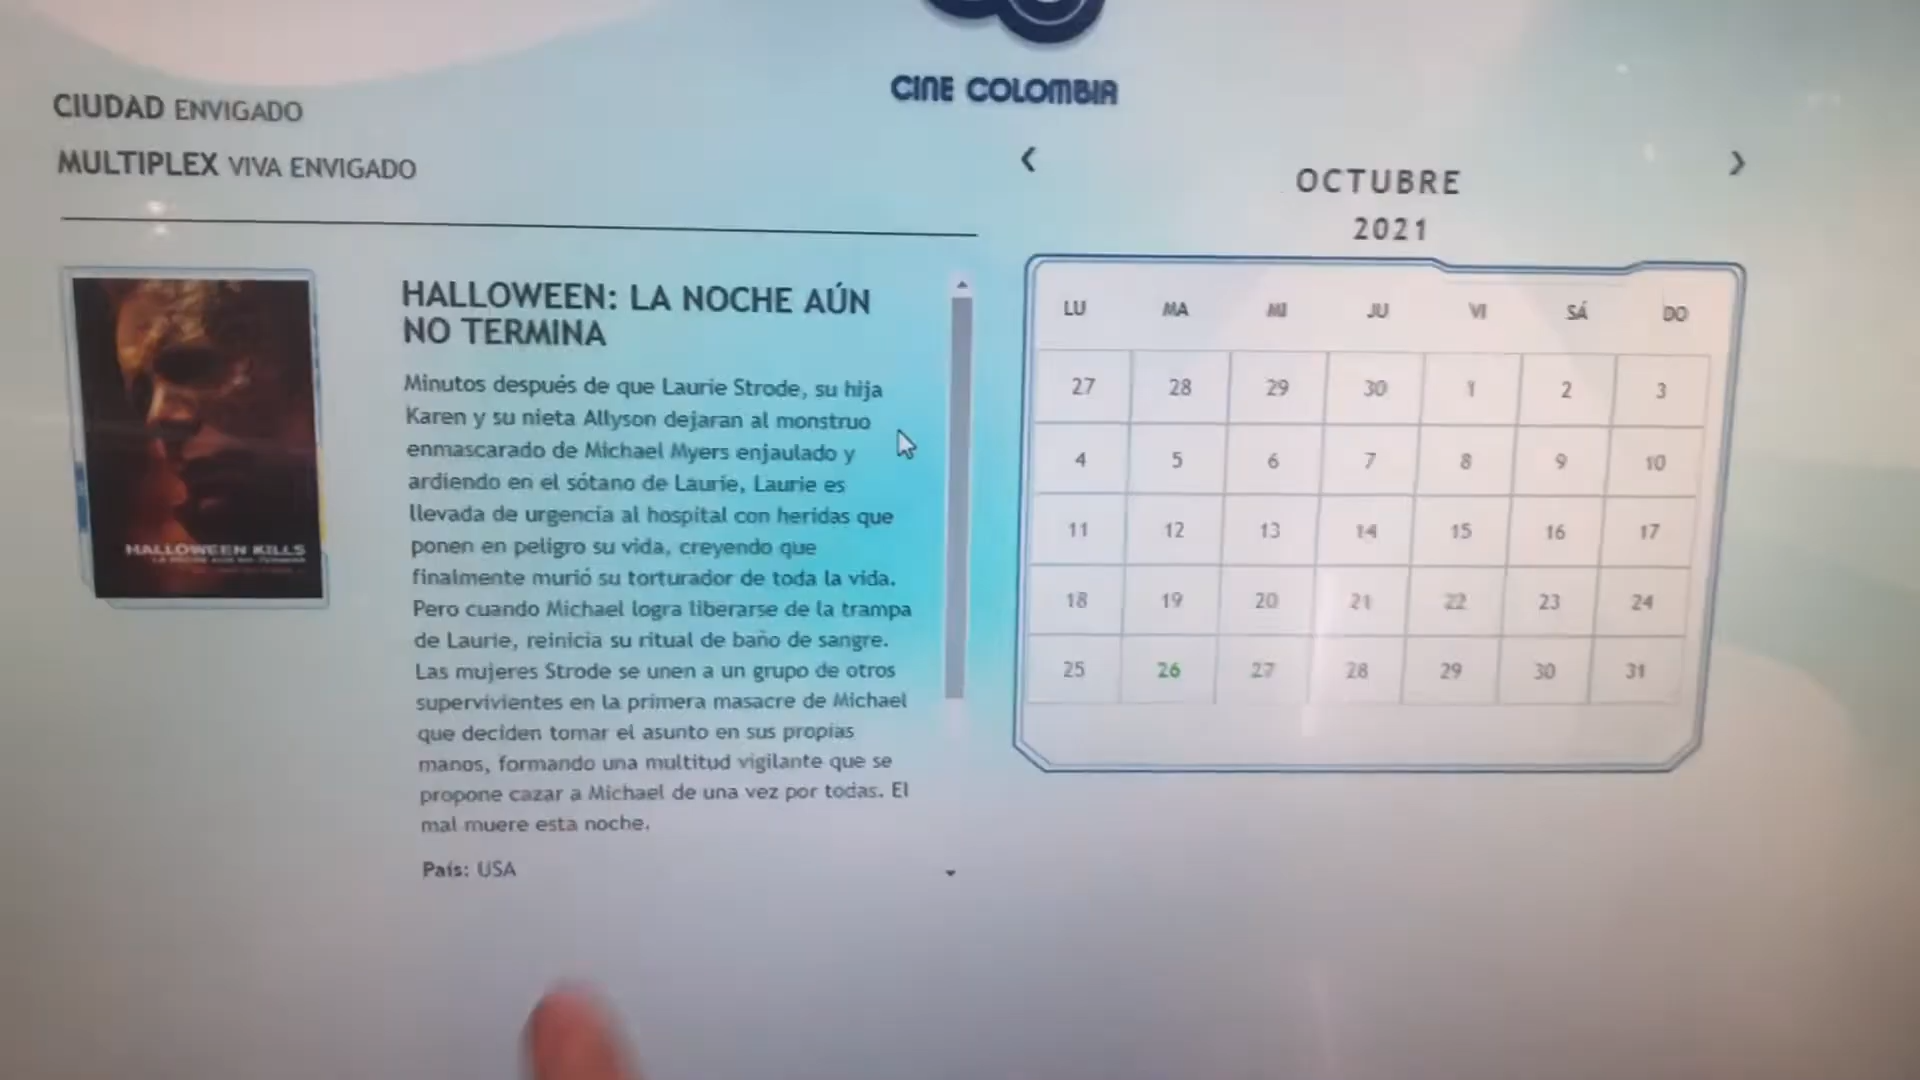 CINE COLOMBIA
CIUDAD ENVIGADO
MULTIPLEX VIVA ENVIGADO
HALLOWEEN: LA NOCHE AÚN
NO TERMINA
Minutos después de que Laurie Strode, su hija
Karen y su nieta Allyson dejaran al monstruo
enmascarado de Michael Myers enjaulado y
ardiendo en el sótano de Laurie, Laurie es
llevada de urgencia al hospital con heridas que
ponen en peligro su vida, creyendo que
finalmente murió su torturador de toda la vida.
Pero cuando Michael logra liberarse de la trampa
de Laurie, reinicia su ritual de baño de sangre.
Las mujeres Strode se unen a un grupo de otros
supervivientes en la primera masacre de Michael
que deciden tomar el asunto en sus propias
manos, formando una multitud vigilante que se
propone cazar a Michael de una vez por todas. El
mal muere esta noche.
País: USA
HALLOWEEN KILLS
LA NOCHE AÚN NO TERMINA
OCTUBRE
2021
LU MA MI JU VI SÁ DO
27 28 29 30 1 2 3
4 5 6 7 8 9 10
11 12 13 14 15 16 17
18 19 20 21 22 23 24
25 26 27 28 29 30 31